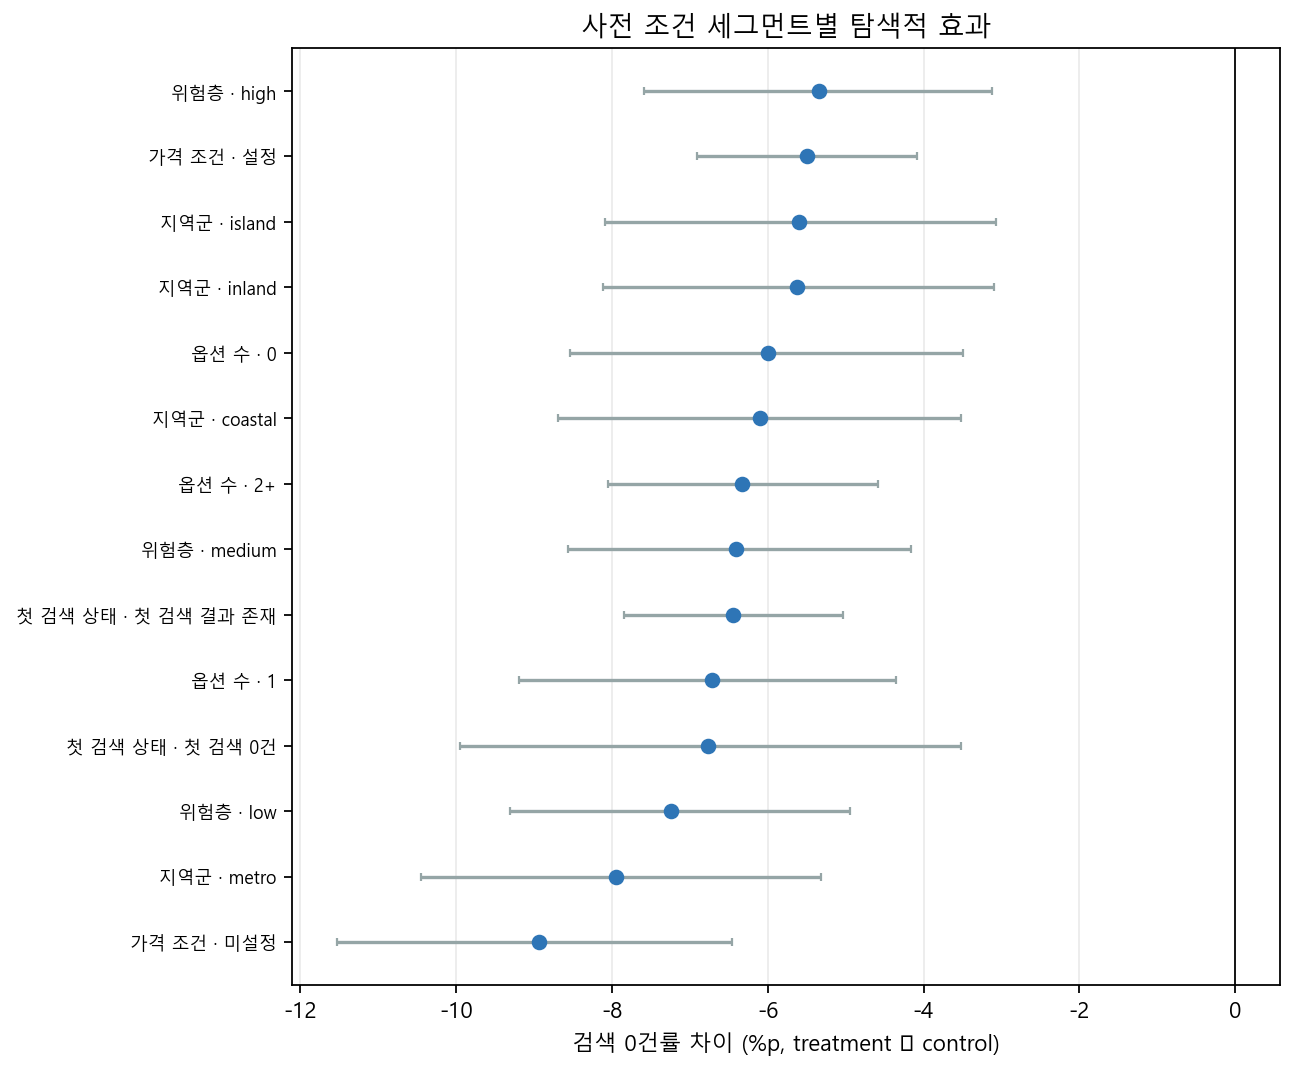 사전 조건 세그먼트별 탐색적 효과
위험층 · high
가격 조건 · 설정
지역군 · island
지역군 · inland
옵션 수 · 0
지역군 · coastal
옵션 수 · 2+
위험층 · medium
첫 검색 상태 · 첫 검색 결과 존재
옵션 수 · 1
첫 검색 상태 · 첫 검색 0건
위험층 · low
지역군 · metro
가격 조건 · 미설정
-12 -10 -8 -6 -4 -2 0
검색 0건률 차이 (%p, treatment ▯ control)